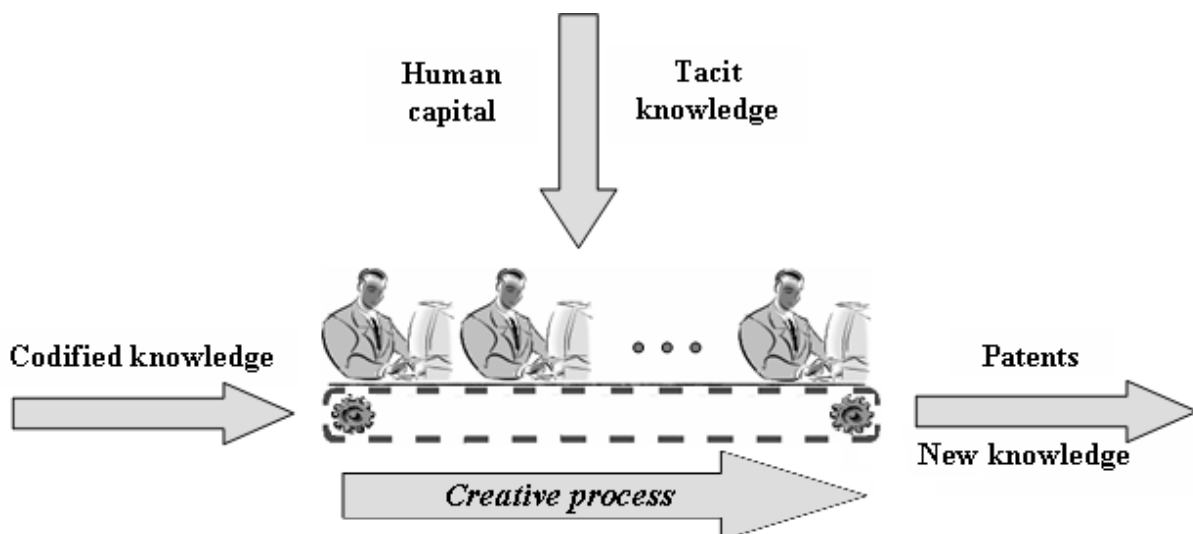 Human
capital
Tacit
knowledge
Codified knowledge
Patents
New knowledge
Creative process